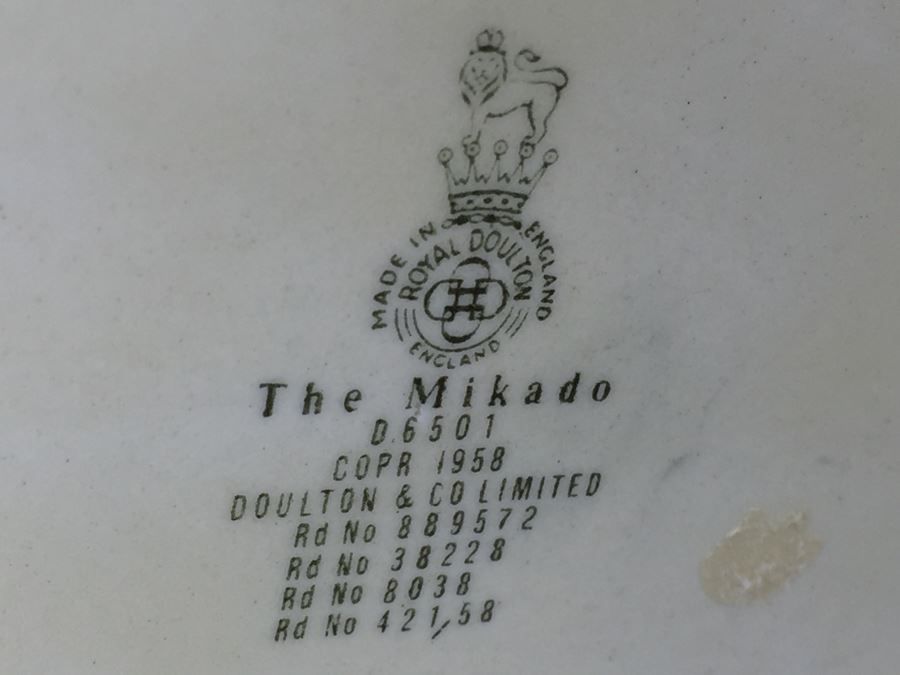 MADE IN ENGLAND
ROYAL DOULTON
ENGLAND
The Mikado
D 6501
COPR 1958
DOULTON & CO LIMITED
Rd No 889572
Rd No 38228
Rd No 8038
Rd No 421/58